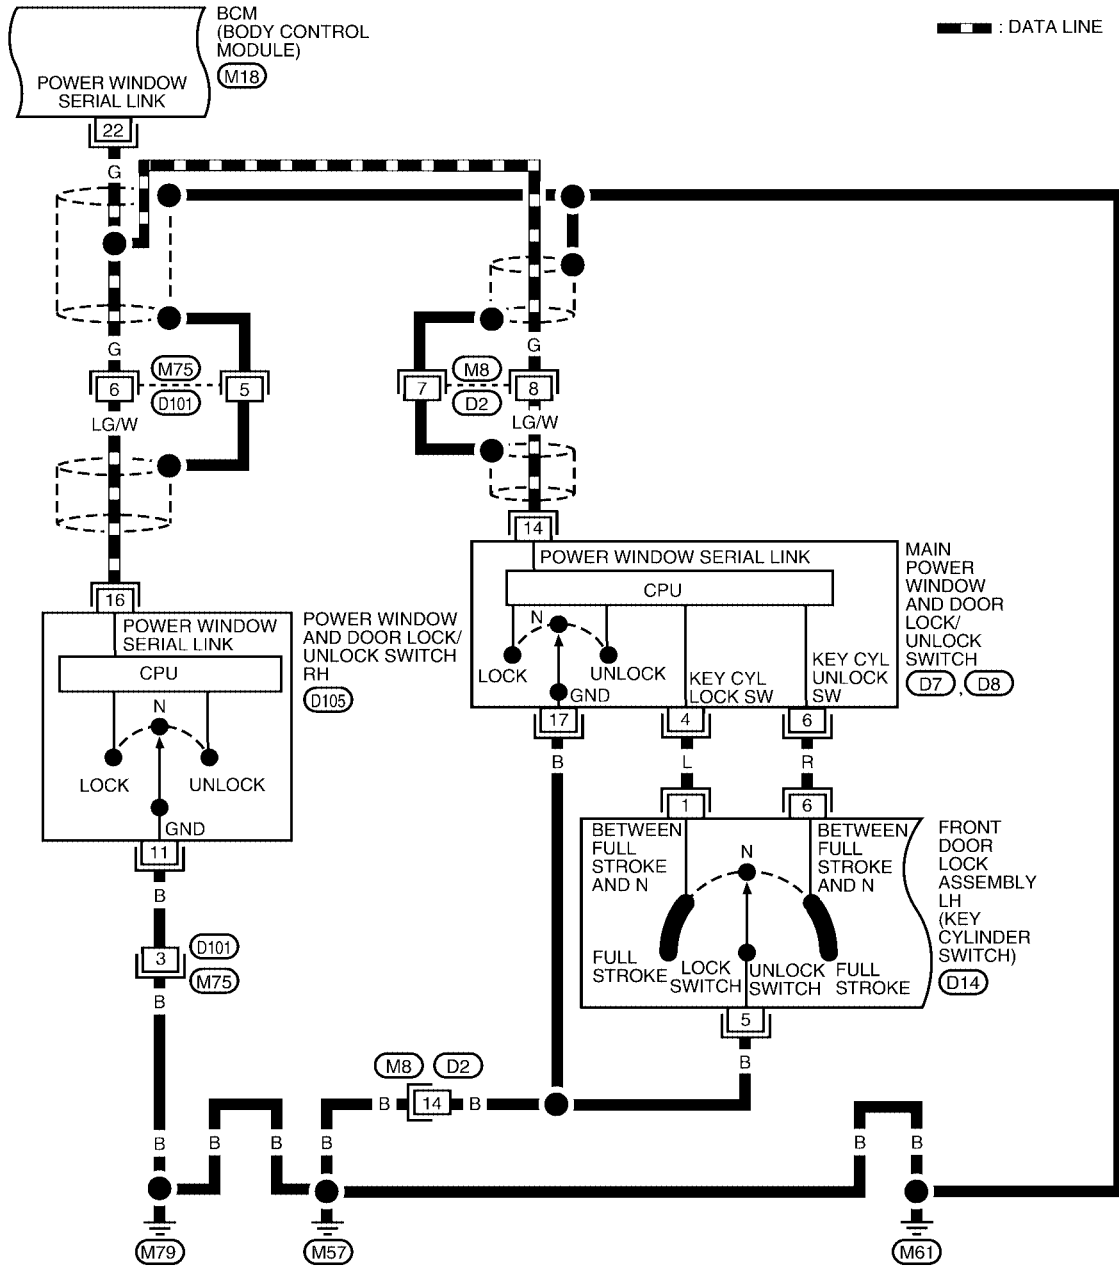 BCM
(BODY CONTROL
MODULE)
M18
: DATA LINE
POWER WINDOW
SERIAL LINK
22
G
G
G
6
M75
D101
5
7
M8
D2
8
LG/W
LG/W
14
POWER WINDOW SERIAL LINK
CPU
N
LOCK
UNLOCK
GND
KEY CYL
LOCK SW
KEY CYL
UNLOCK
SW
MAIN
POWER
WINDOW
AND DOOR
LOCK/
UNLOCK
SWITCH
D7 , D8
16
POWER WINDOW
SERIAL LINK
CPU
N
LOCK
UNLOCK
GND
POWER WINDOW
AND DOOR LOCK/
UNLOCK SWITCH
RH
D105
17
4
6
B
L
R
1
6
BETWEEN
FULL
STROKE
AND N
N
BETWEEN
FULL
STROKE
AND N
FULL
STROKE
LOCK
SWITCH
UNLOCK
SWITCH
FULL
STROKE
FRONT
DOOR
LOCK
ASSEMBLY
LH
(KEY
CYLINDER
SWITCH)
D14
11
B
3
D101
M75
B
5
B
M8
D2
B
14
B
B
B
B
B
B
B
M79
M57
M61